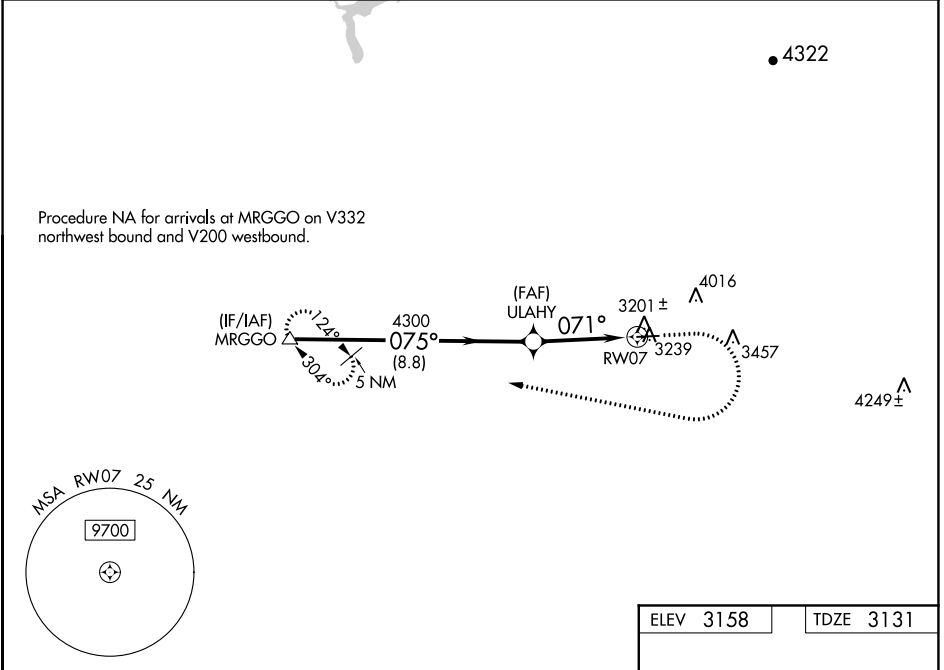 4322
Procedure NA for arrivals at MRGGO on V332
northwest bound and V200 westbound.
4016
(FAF)
ULAHY
3201 ±
(IF/IAF)
MRGGO
124°
4300
075°
(8.8)
071°
RW07
3239
3457
304°
5 NM
4249 ±
MSA RW07 25 NM
9700
ELEV 3158
TDZE 3131